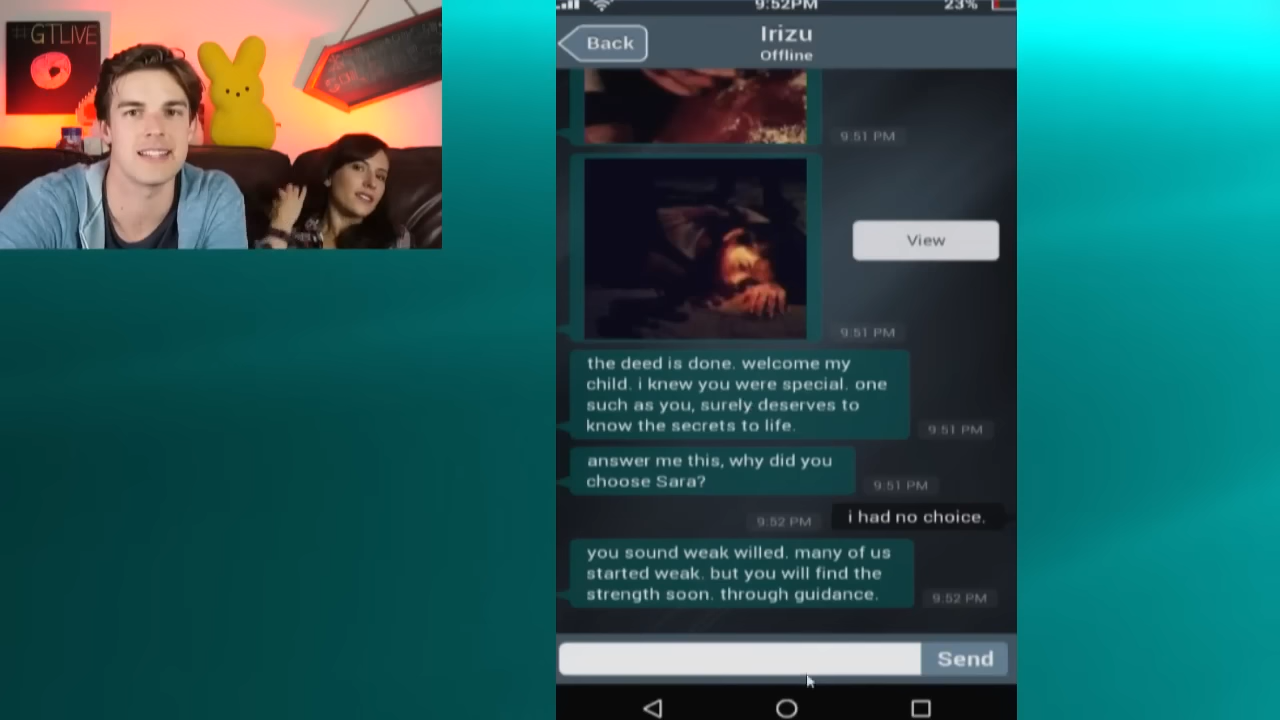 #GTLIVE
9:52PM
23%
Back
Irizu
Offline
9:51 PM
View
9:51 PM
the deed is done. welcome my
child. i knew you were special. one
such as you, surely deserves to
know the secrets to life.
9:51 PM
answer me this, why did you
choose Sara?
9:51 PM
9:52 PM
i had no choice.
you sound weak willed. many of us
started weak. but you will find the
strength soon. through guidance.
9:52 PM
Send